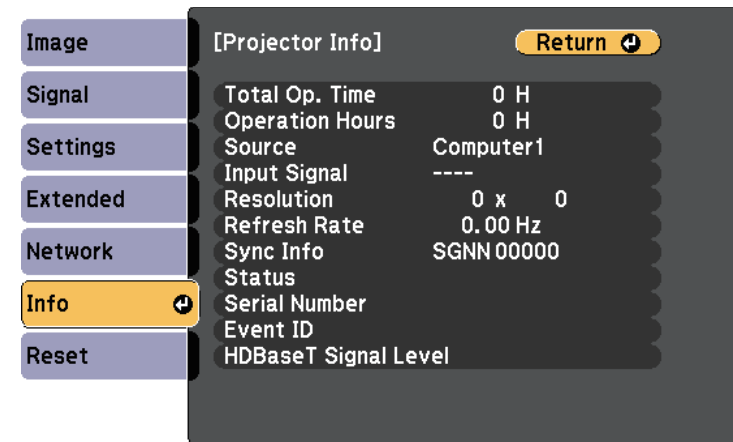 Image
Signal
Settings
Extended
Network
Info
Reset
[Projector Info] Return
Total Op. Time 0 H
Operation Hours 0 H
Source Computer1
Input Signal ----
Resolution 0 x 0
Refresh Rate 0.00 Hz
Sync Info SGNN 00000
Status
Serial Number
Event ID
HDBaseT Signal Level